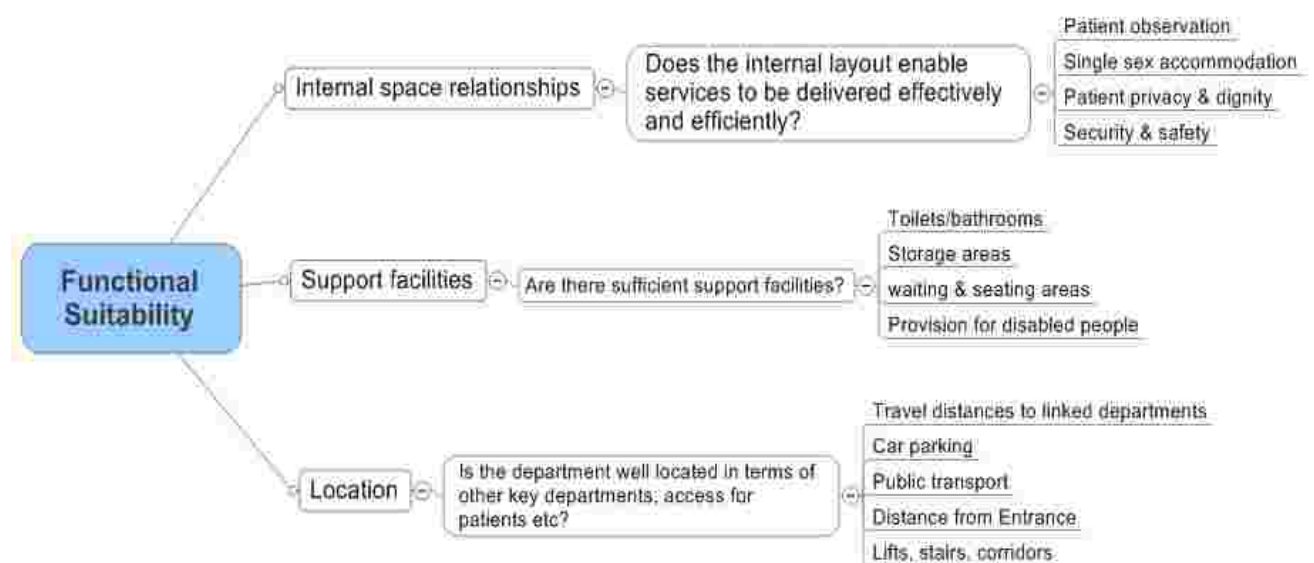 Functional
Suitability
Internal space relationships
Does the internal layout enable
services to be delivered effectively
and efficiently?
Patient observation
Single sex accommodation
Patient privacy & dignity
Security & safety
Support facilities
Are there sufficient support facilities?
Toilets/bathrooms
Storage areas
waiting & seating areas
Provision for disabled people
Location
Is the department well located in terms of
other key departments, access for
patients etc?
Travel distances to linked departments
Car parking
Public transport
Distance from Entrance
Lifts, stairs, corridors